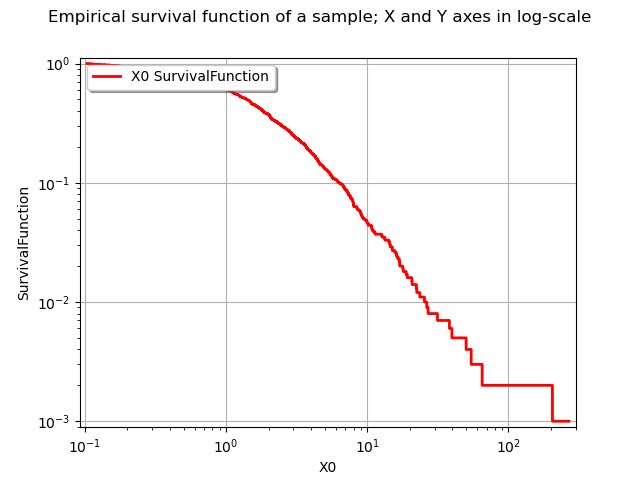 Empirical survival function of a sample; X and Y axes in log-scale
10⁰
X0 SurvivalFunction
10⁻¹
SurvivalFunction
10⁻²
10⁻³
10⁻¹ 10⁰ 10¹ 10²
X0